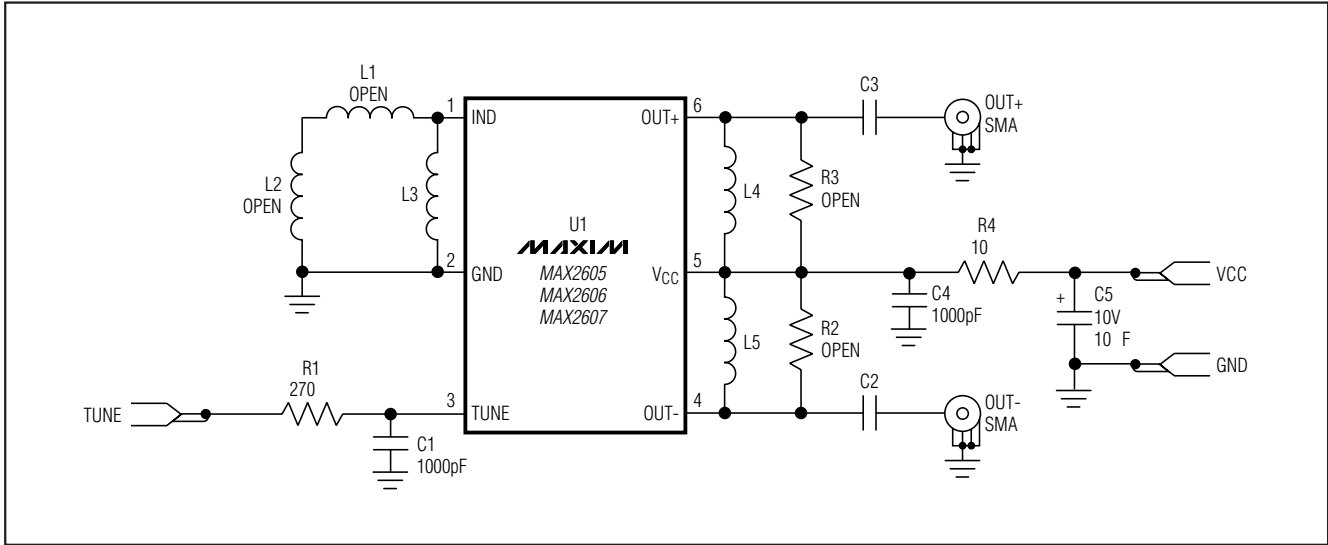 L1
OPEN
L2
OPEN
L3
1
IND
2
GND
3
TUNE
U1
MAXIM
MAX2605
MAX2606
MAX2607
OUT+
6
VCC
5
OUT-
4
TUNE
R1
270
C1
1000pF
L4
R3
OPEN
L5
R2
OPEN
C3
OUT+
SMA
C2
OUT-
SMA
C4
1000pF
R4
10
+
C5
10V
10 F
VCC
GND